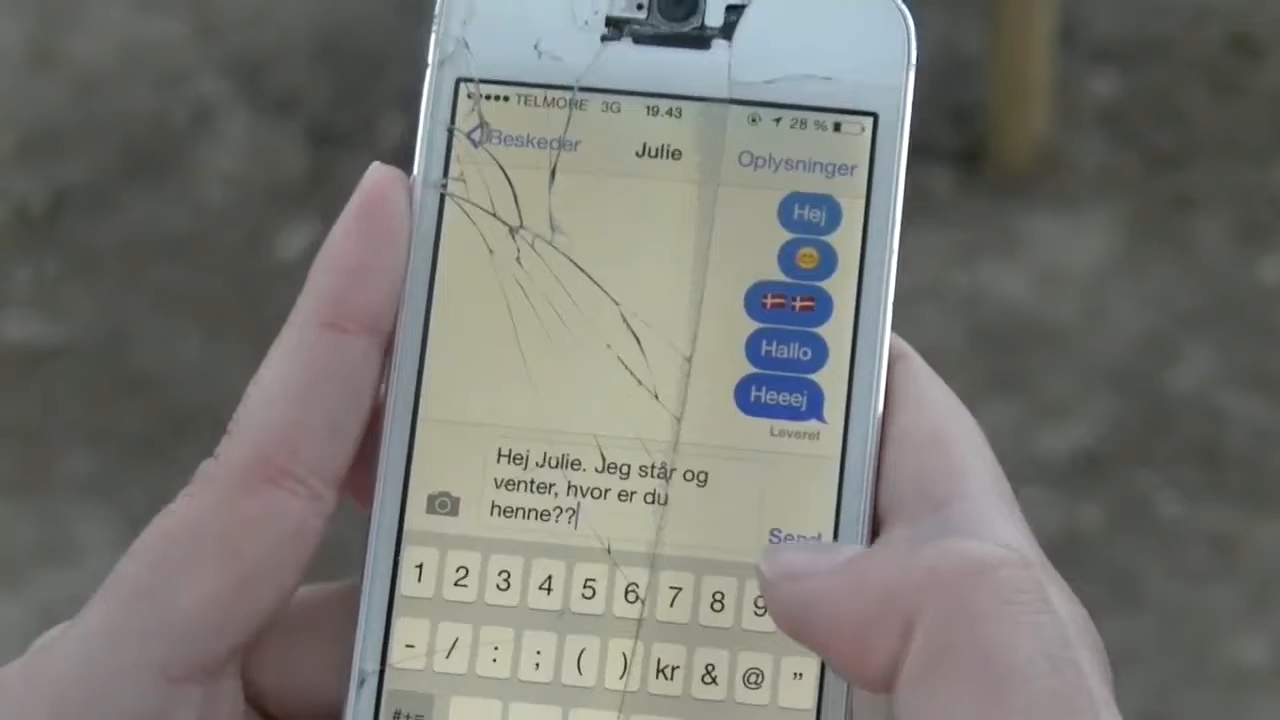 TELMORE 3G 19.43 28 %
Beskeder Julie Oplysninger
Hej
Hallo
Heeej
Leveret
Hej Julie. Jeg står og
venter, hvor er du
henne??
Send
1 2 3 4 5 6 7 8 9
- / : ; ( ) kr & @ "
#+=